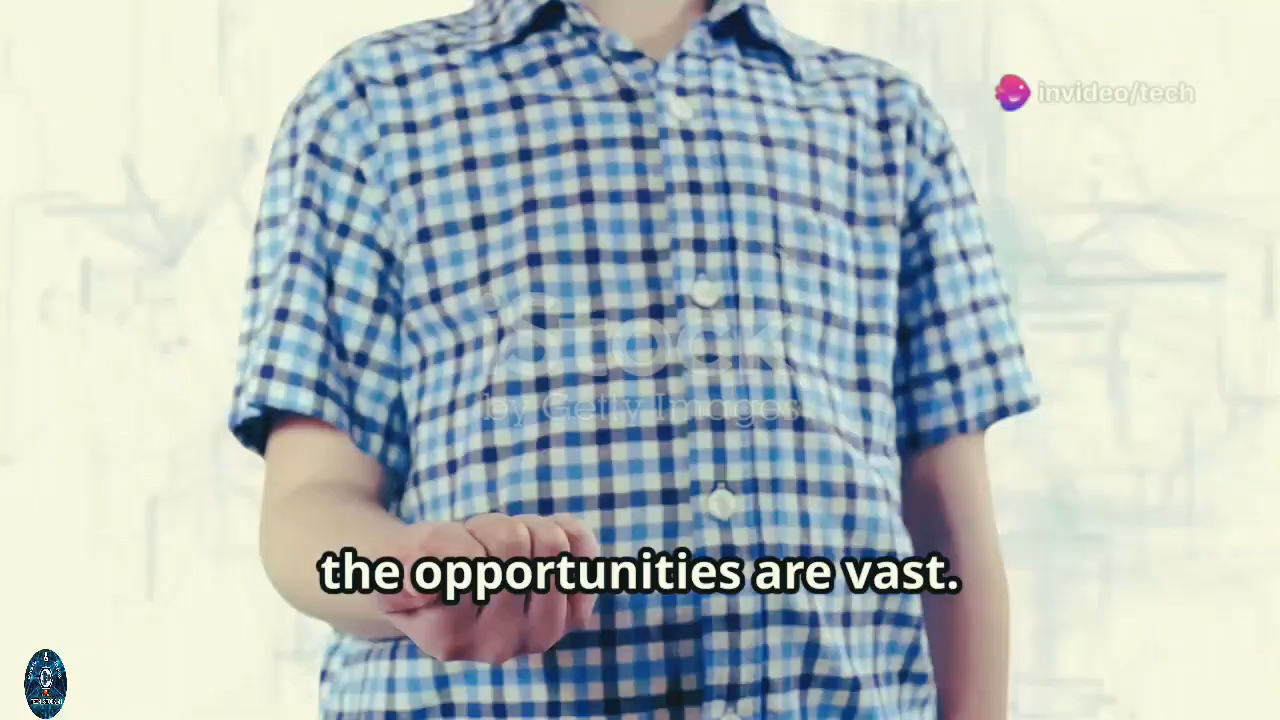 invideo/tech
iStock
by Getty Images
the opportunities are vast.